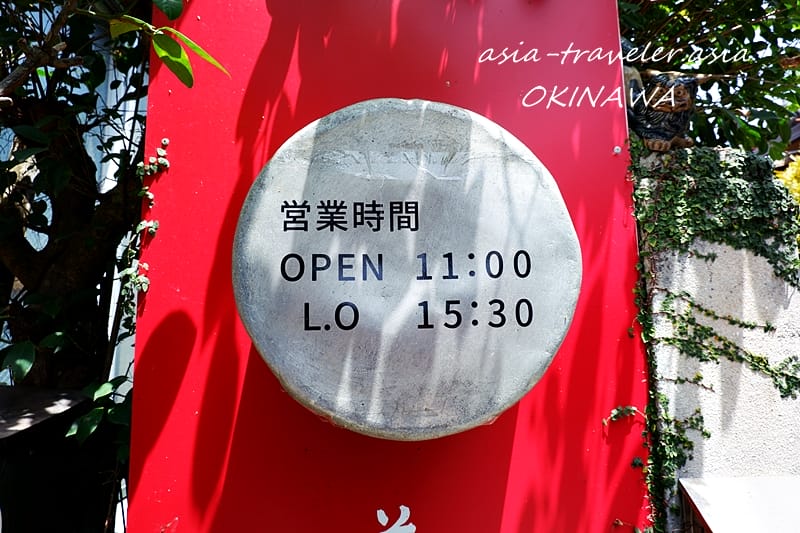 asia-traveler.asia
OKINAWA
営業時間
OPEN 11:00
L.O 15:30